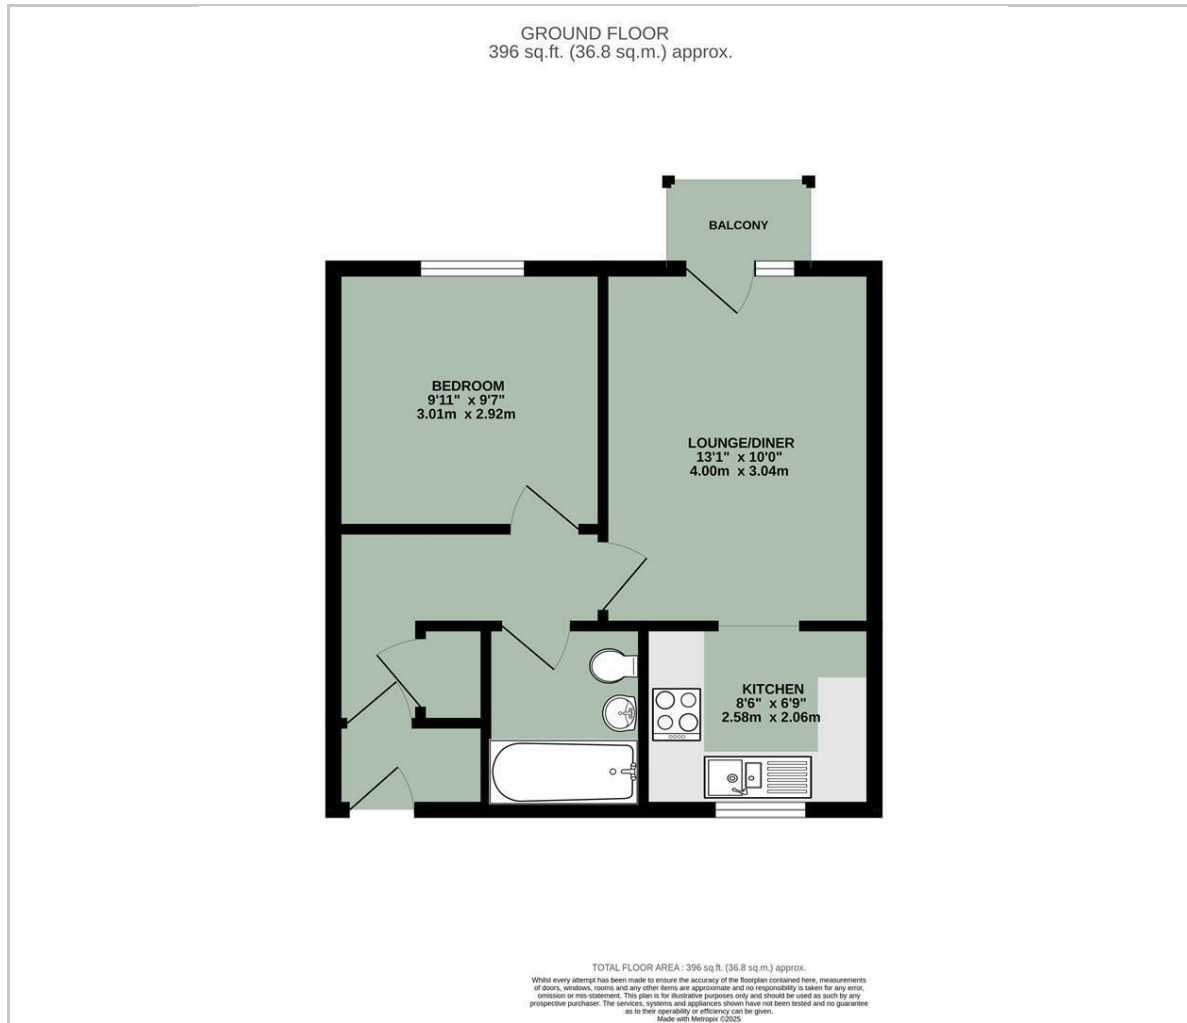 GROUND FLOOR
396 sq.ft. (36.8 sq.m.) approx.
BALCONY
BEDROOM
9'11" x 9'7"
3.01m x 2.92m
LOUNGE/DINER
13'1" x 10'0"
4.00m x 3.04m
KITCHEN
8'6" x 6'9"
2.58m x 2.06m
TOTAL FLOOR AREA : 396 sq.ft. (36.8 sq.m.) approx.
Whilst every attempt has been made to ensure the accuracy of the floorplan contained here, measurements
of doors, windows, rooms and any other items are approximate and no responsibility is taken for any error,
omission or mis-statement. This plan is for illustrative purposes only and should be used as such by any
prospective purchaser. The services, systems and appliances shown have not been tested and no guarantee
as to their operability or efficiency can be given.
Made with Metropix ©2025